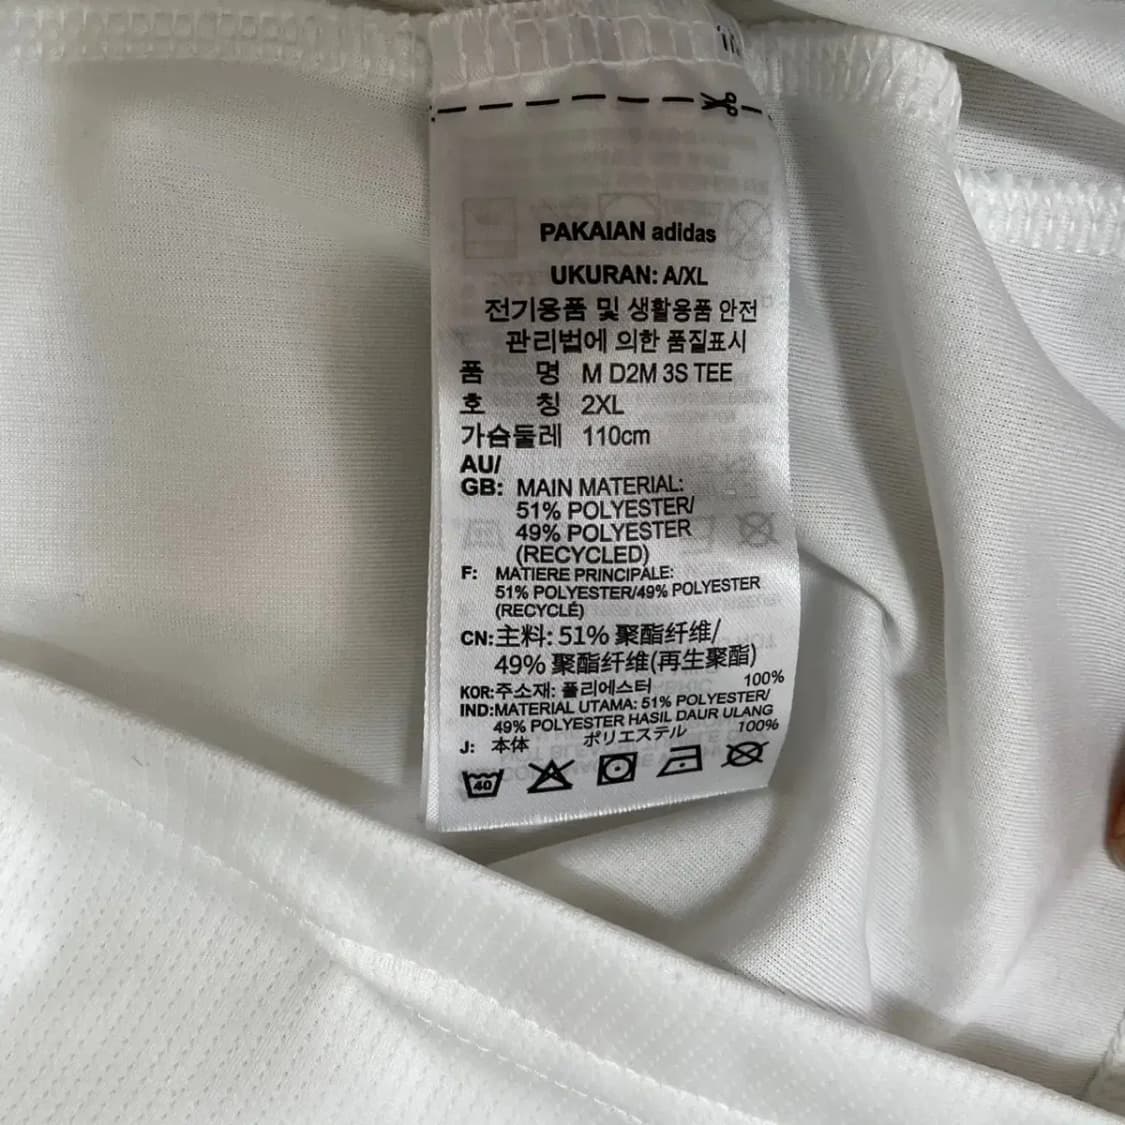 PAKAIAN adidas
UKURAN: A/XL
전기용품 및 생활용품 안전
관리법에 의한 품질표시
품 명 M D2M 3S TEE
호 칭 2XL
가슴둘레 110cm
AU/
GB: MAIN MATERIAL:
51% POLYESTER/
49% POLYESTER
(RECYCLED)
F: MATIERE PRINCIPALE:
51% POLYESTER/49% POLYESTER
(RECYCLÉ)
CN:主料: 51% 聚酯纤维/
49% 聚酯纤维(再生聚酯)
KOR:주소재: 폴리에스터 100%
IND:MATERIAL UTAMA: 51% POLYESTER/
49% POLYESTER HASIL DAUR ULANG
J: 本体 ポリエステル 100%
40